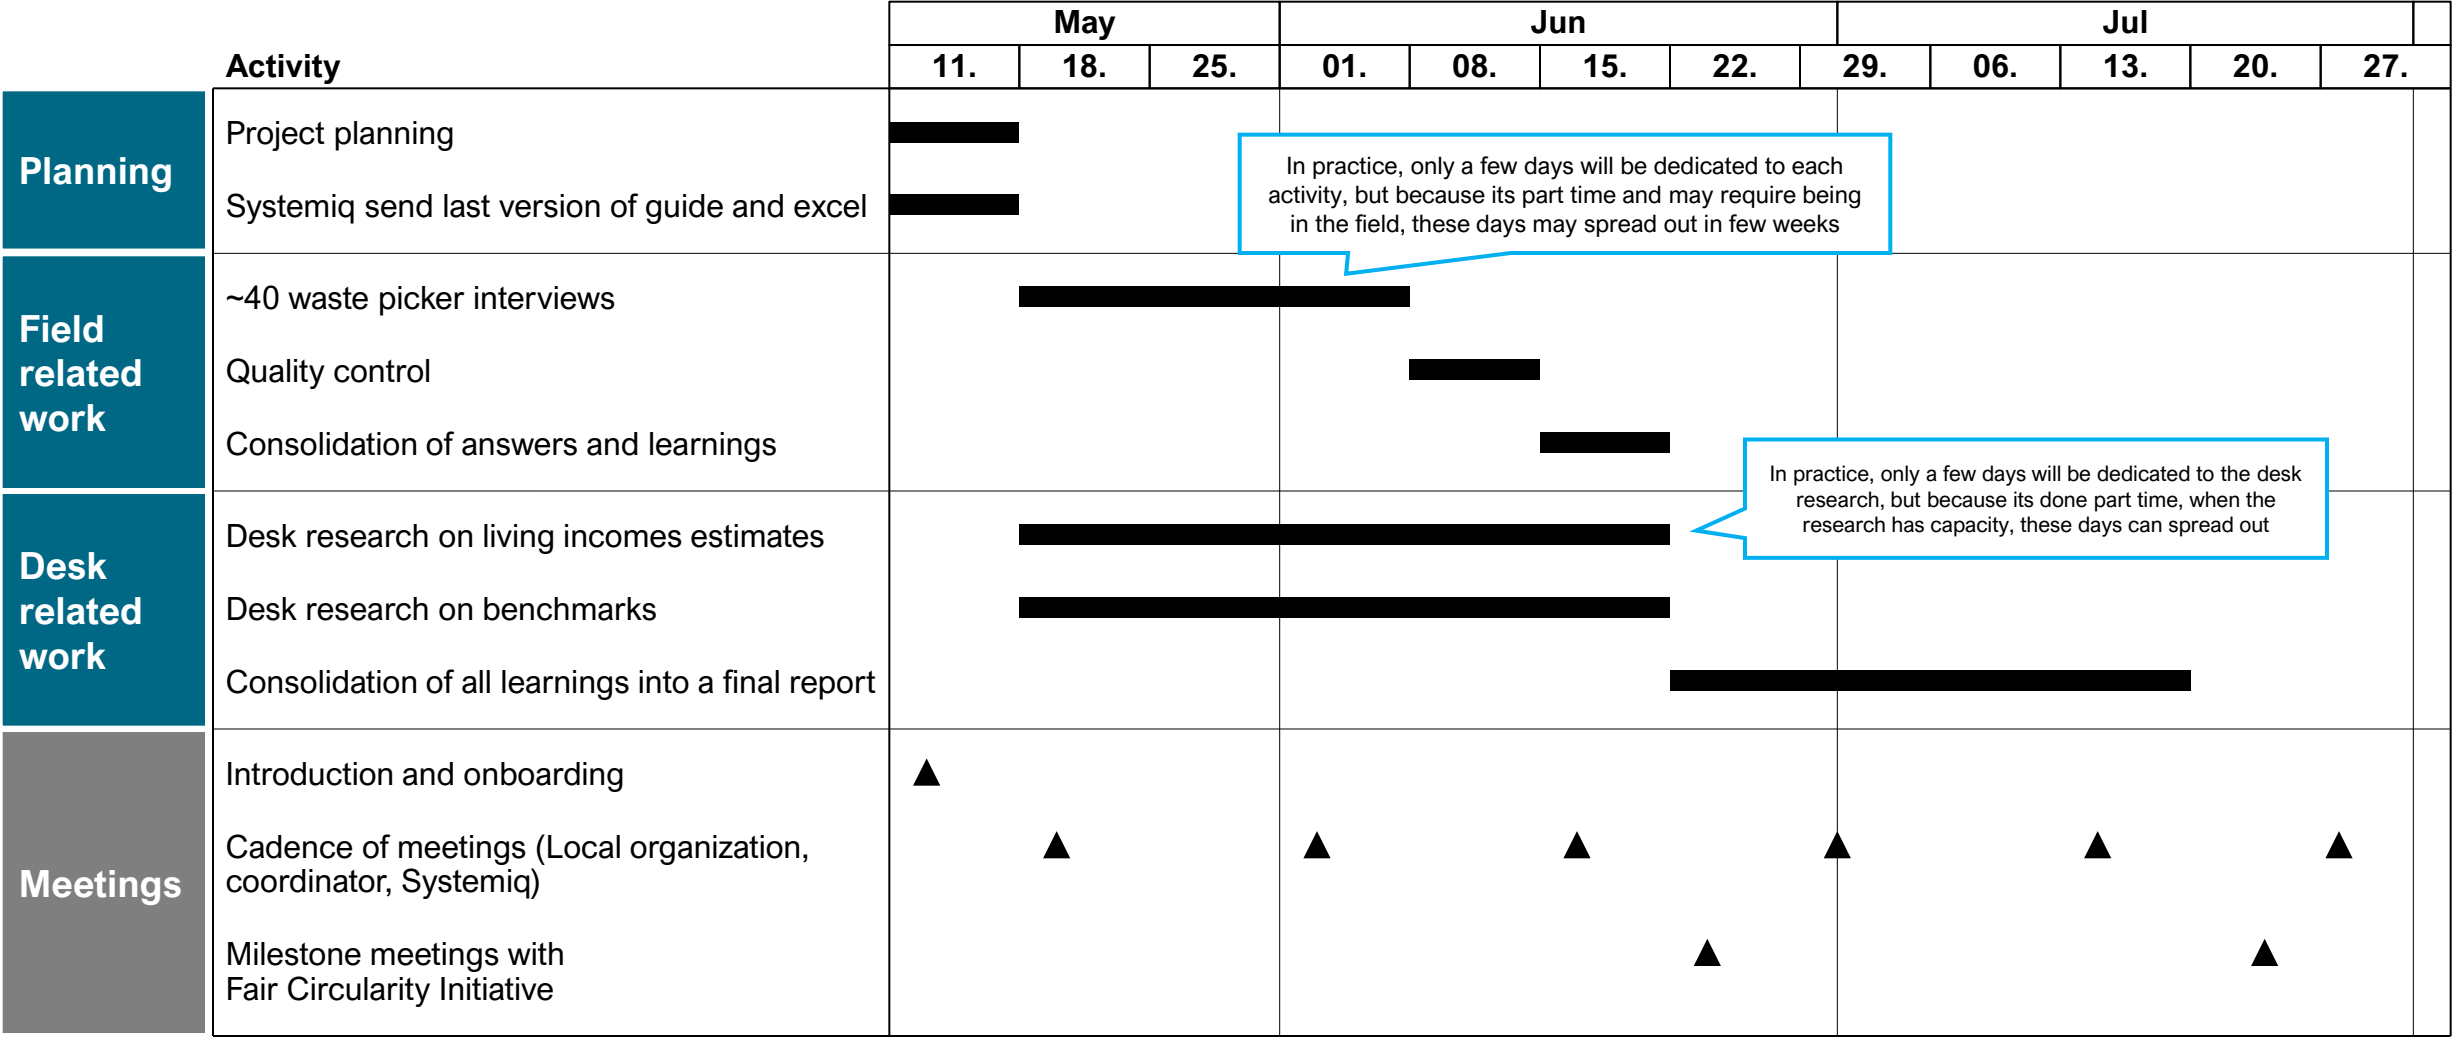 May Jun Jul
Activity 11. 18. 25. 01. 08. 15. 22. 29. 06. 13. 20. 27.
Planning
Project planning
Systemiq send last version of guide and excel
In practice, only a few days will be dedicated to each
activity, but because its part time and may require being
in the field, these days may spread out in few weeks
Field
related
work
~40 waste picker interviews
Quality control
Consolidation of answers and learnings
Desk
related
work
Desk research on living incomes estimates
Desk research on benchmarks
Consolidation of all learnings into a final report
In practice, only a few days will be dedicated to the desk
research, but because its done part time, when the
research has capacity, these days can spread out
Meetings
Introduction and onboarding
Cadence of meetings (Local organization,
coordinator, Systemiq)
Milestone meetings with
Fair Circularity Initiative